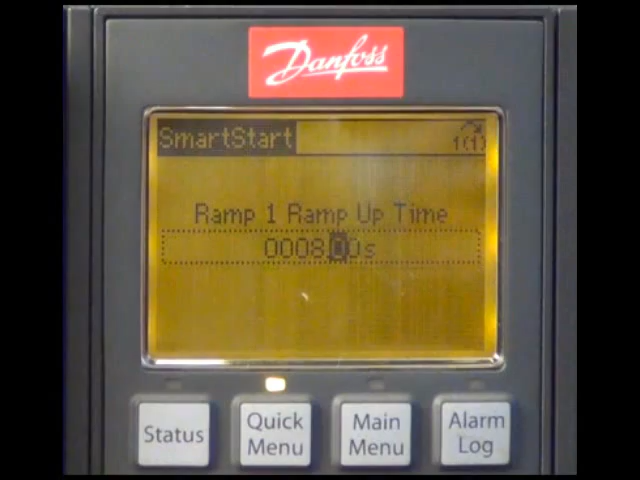 Danfoss
SmartStart
1(1)
Ramp 1 Ramp Up Time
0008.00s
Status
Quick Menu
Main Menu
Alarm Log